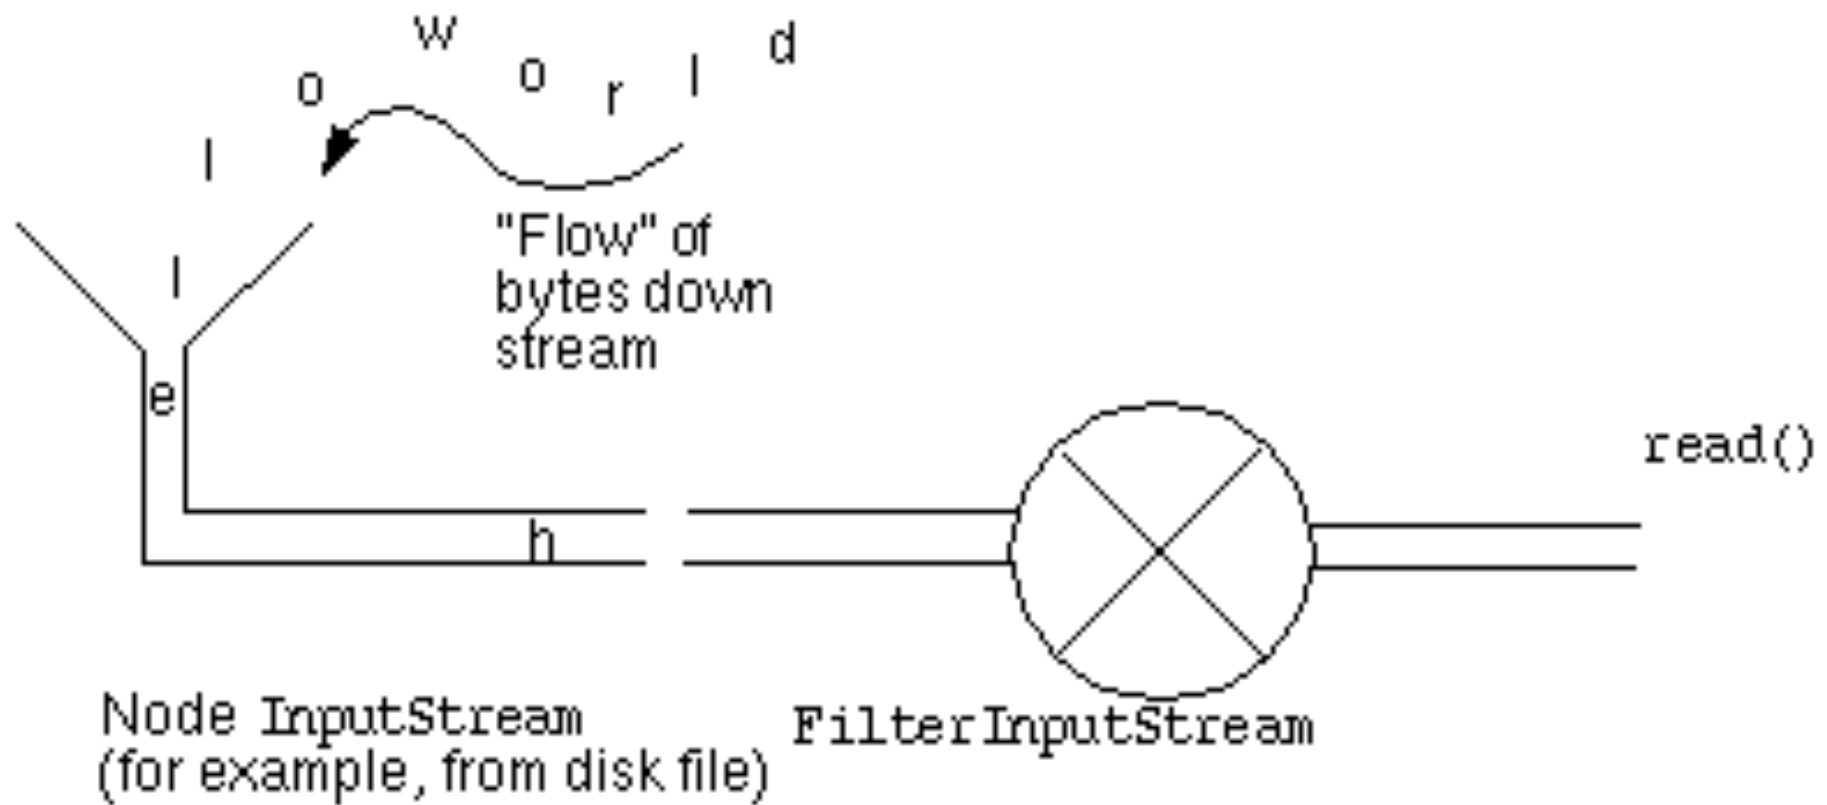 h e l l o w o r l d
"Flow" of
bytes down
stream
read()
Node InputStream
(for example, from disk file)
FilterInputStream